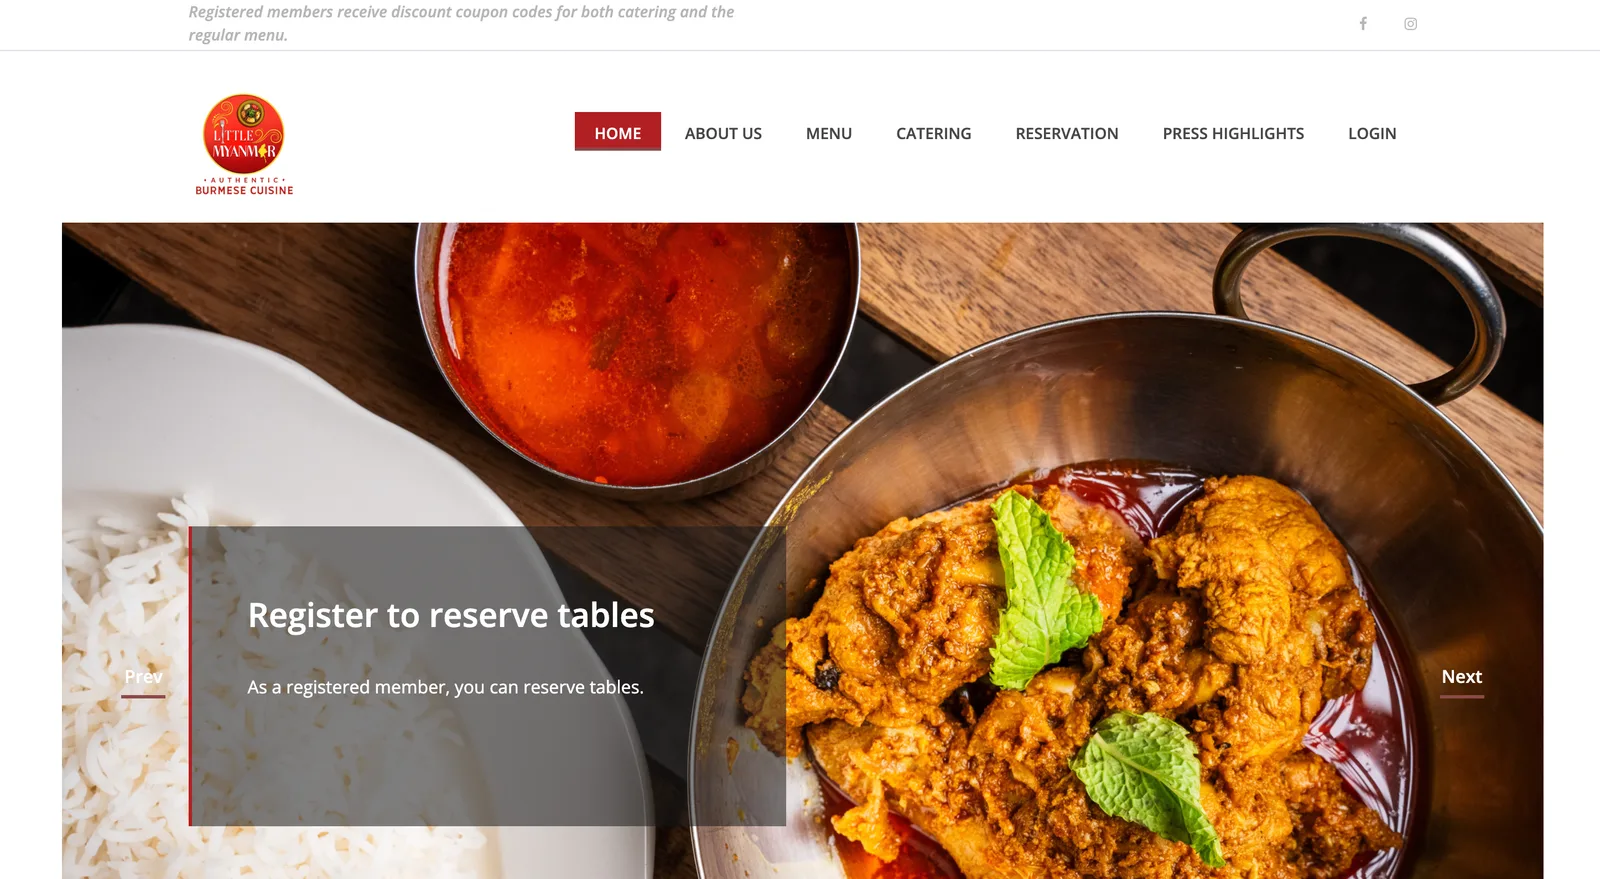 Registered members receive discount coupon codes for both catering and the
regular menu.
LITTLE
MYANMAR
• AUTHENTIC •
BURMESE CUISINE
HOME
ABOUT US
MENU
CATERING
RESERVATION
PRESS HIGHLIGHTS
LOGIN
Register to reserve tables
As a registered member, you can reserve tables.
Prev
Next